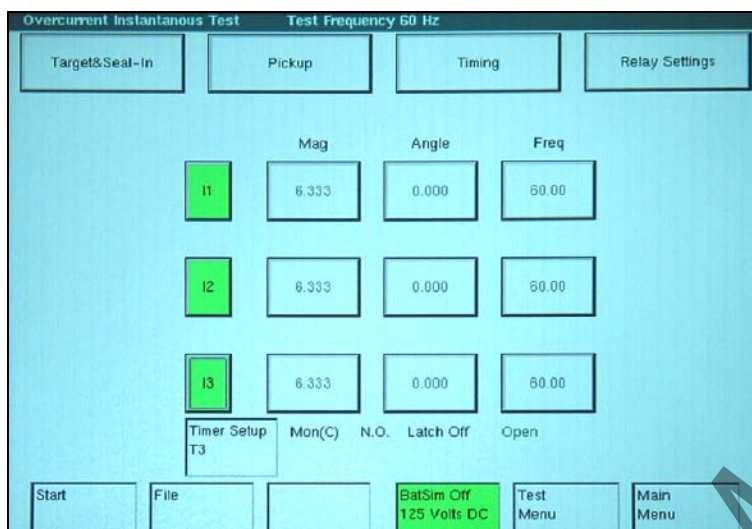 Overcurrent Instantanous Test Test Frequency 60 Hz
Target&Seal-In Pickup Timing Relay Settings
Mag Angle Freq
I1 6.333 0.000 60.00
I2 6.333 0.000 60.00
I3 6.333 0.000 60.00
Timer Setup Mon(C) N.O. Latch Off Open
T3
Start File BatSim Off Test Main
125 Volts DC Menu Menu